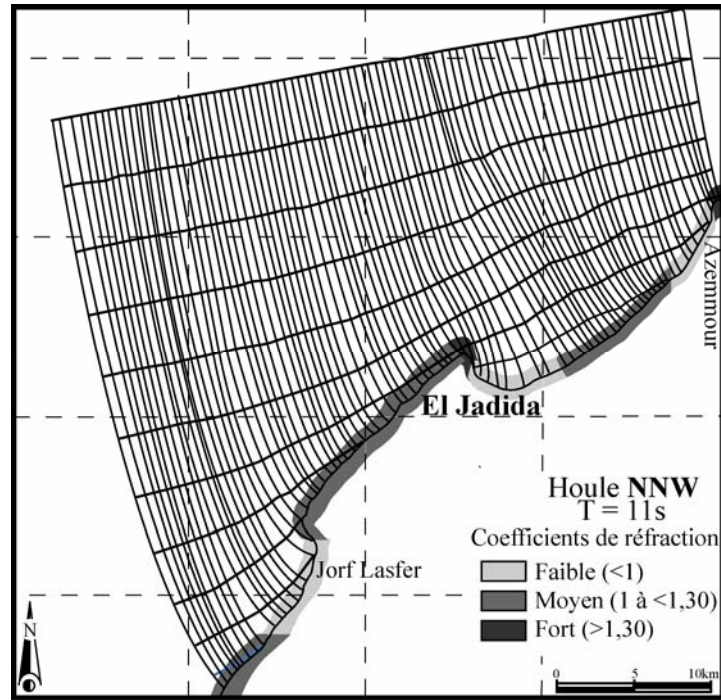 Azemmour
El Jadida
Houle NNW
T = 11s
Coefficients de réfraction
Jorf Lasfer
Faible (<1)
Moyen (1 à <1,30)
Fort (>1,30)
N
0 5 10km